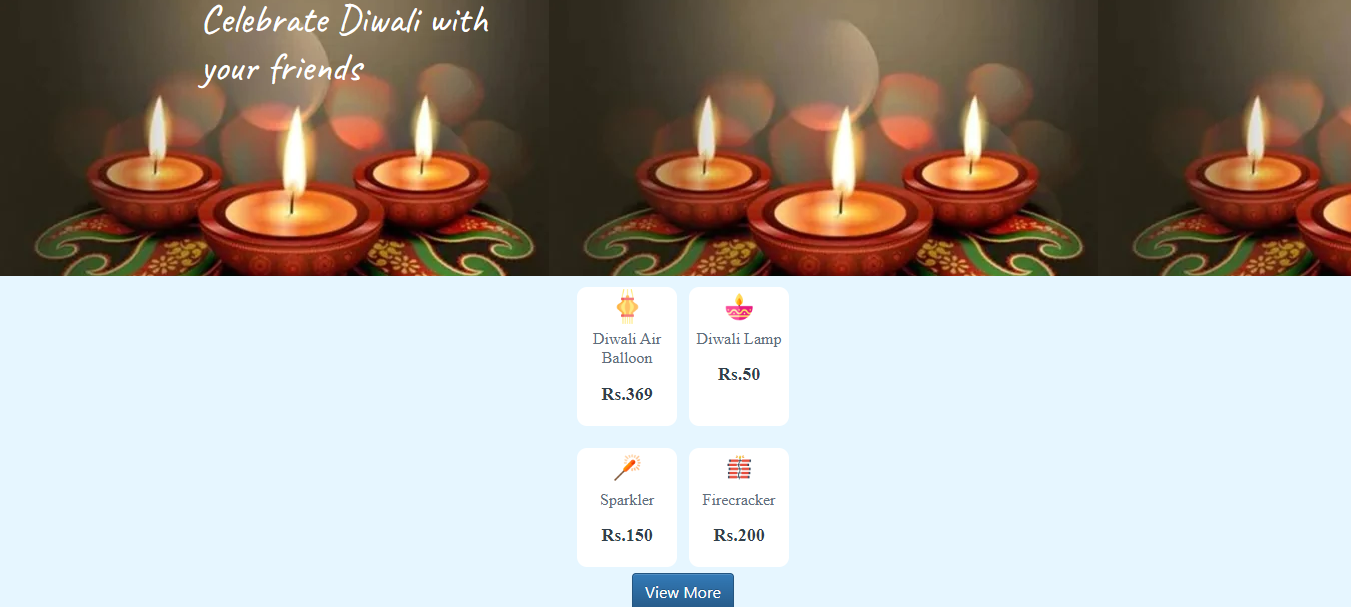 Celebrate Diwali with
your friends
Diwali Air
Balloon
Rs.369
Diwali Lamp
Rs.50
Sparkler
Rs.150
Firecracker
Rs.200
View More